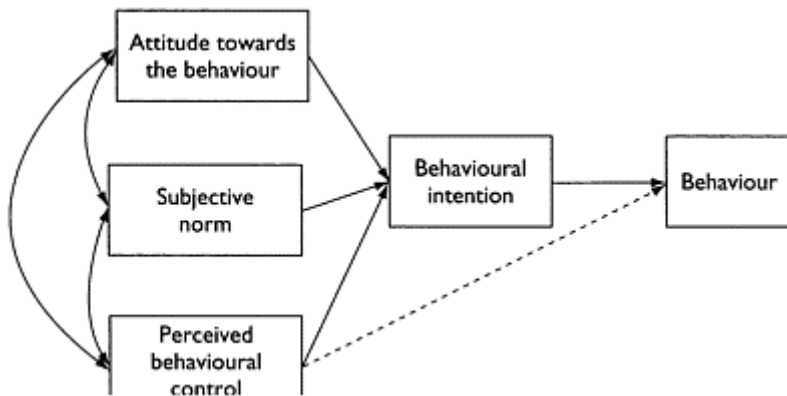 Attitude towards
the behaviour
Subjective
norm
Perceived
behavioural
control
Behavioural
intention
Behaviour